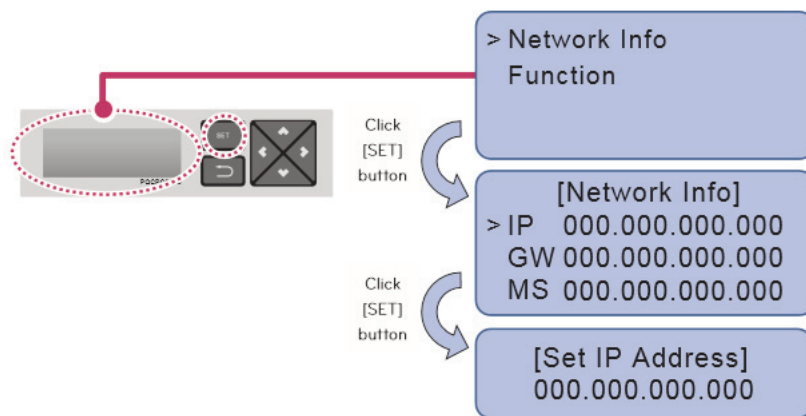 > Network Info
Function
SET
Click
[SET]
button
[Network Info]
> IP 000.000.000.000
GW 000.000.000.000
MS 000.000.000.000
Click
[SET]
button
[Set IP Address]
000.000.000.000